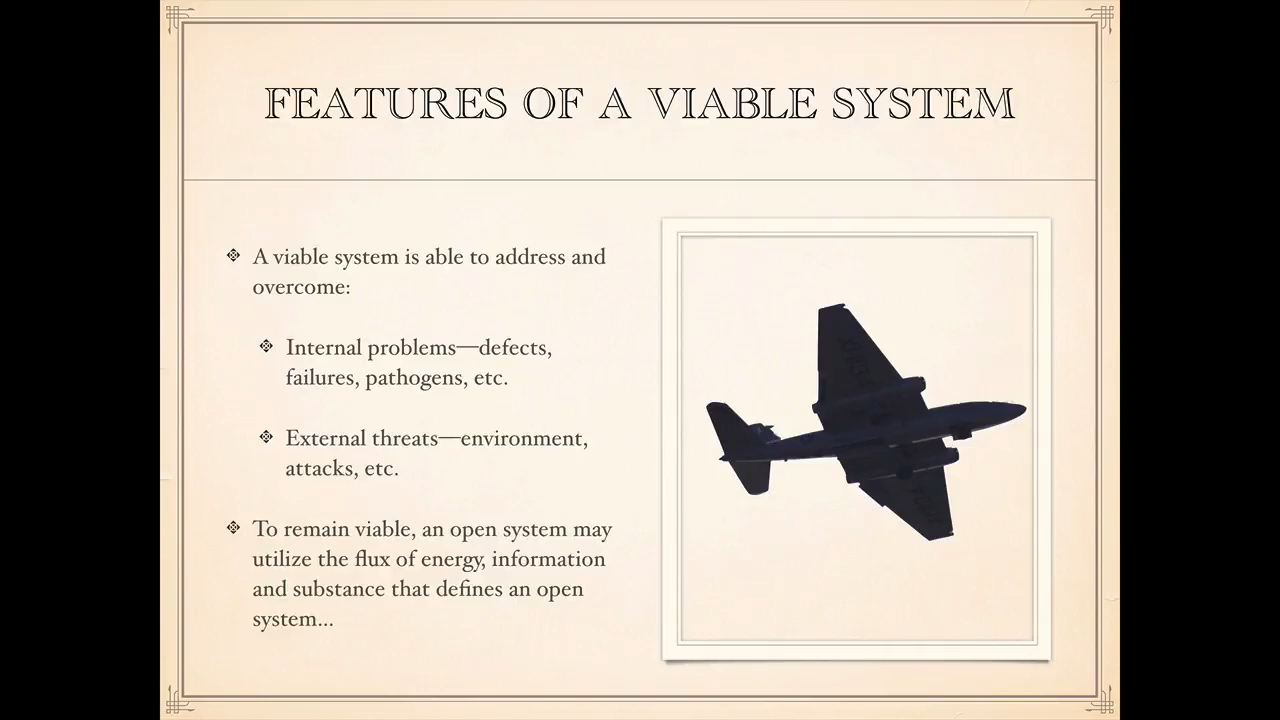 FEATURES OF A VIABLE SYSTEM
A viable system is able to address and
overcome:
Internal problems—defects,
failures, pathogens, etc.
External threats—environment,
attacks, etc.
To remain viable, an open system may
utilize the flux of energy, information
and substance that defines an open
system...